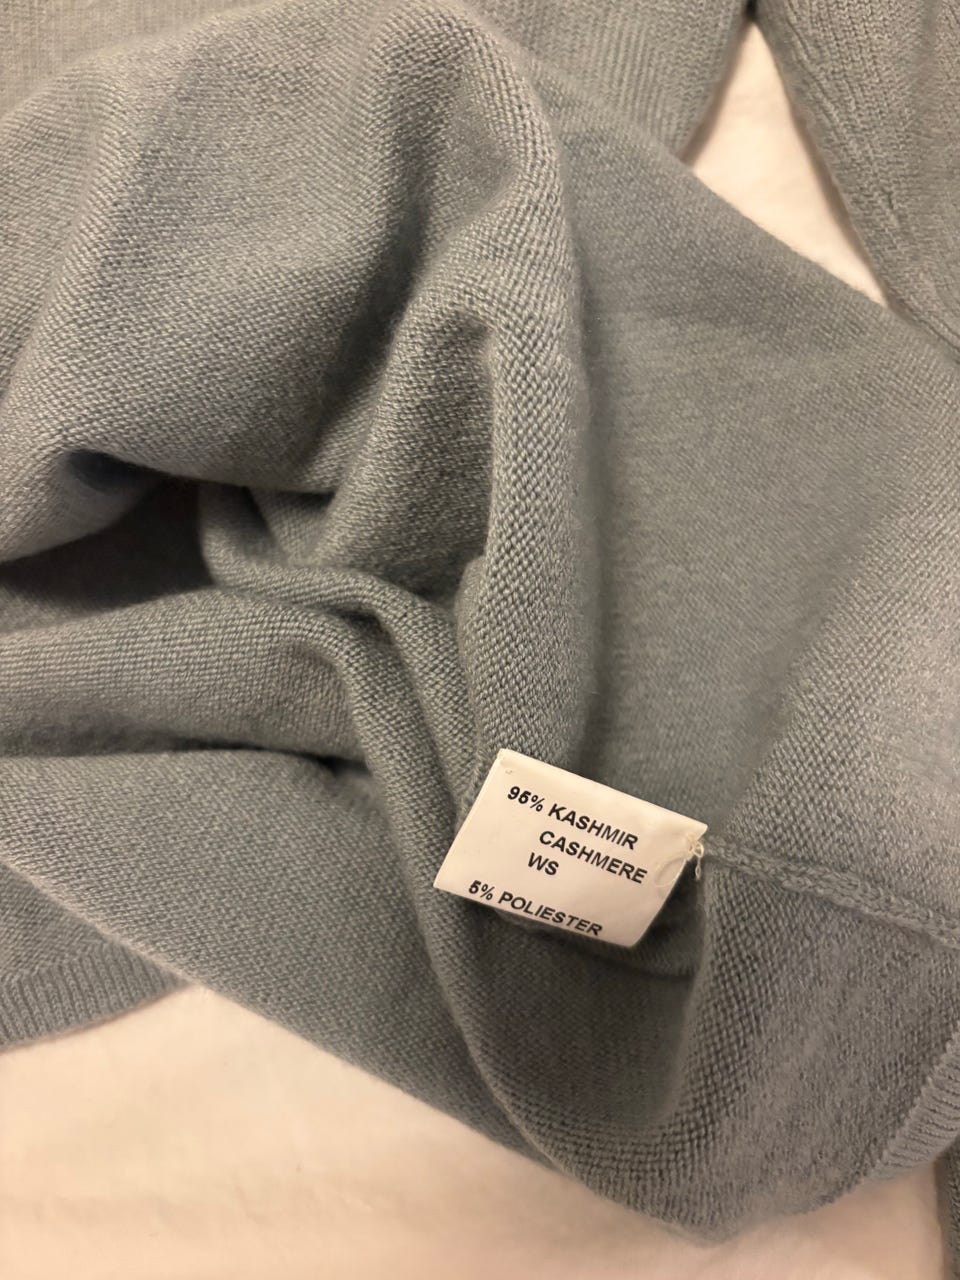 95% KASHMIR
CASHMERE
WS
5% POLIESTER